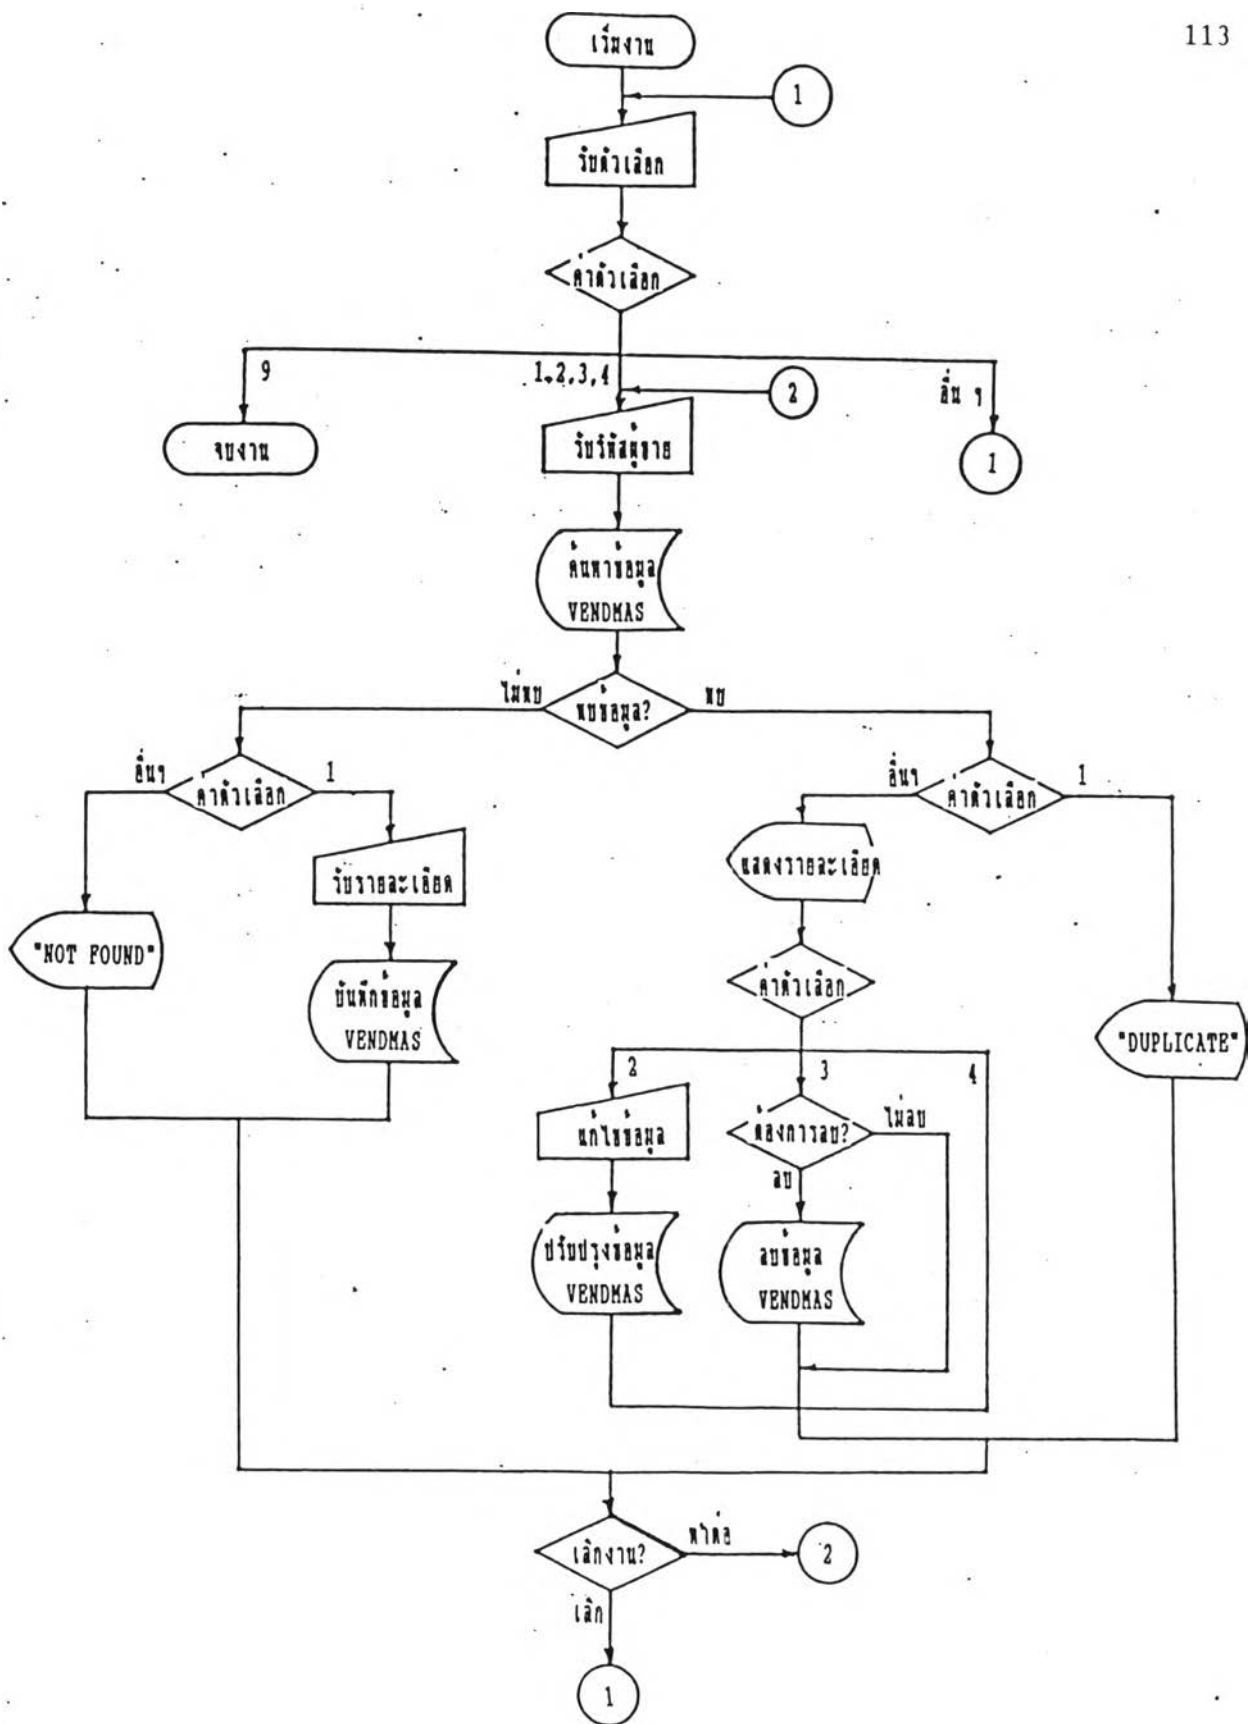 113
เริ่มงาน
1
รับตัวเลือก
ค่าตัวเลือก
9
1,2,3,4
2
อื่น ๆ
จบงาน
รับรหัสผู้ขาย
1
ค้นหาข้อมูล
VENDMAS
ไม่พบ
พบข้อมูล?
พบ
อื่นๆ
ค่าตัวเลือก
1
อื่นๆ
ค่าตัวเลือก
1
รับรายละเอียด
แสดงรายละเอียด
"NOT FOUND"
บันทึกข้อมูล
VENDMAS
ค่าตัวเลือก
"DUPLICATE"
2
3
4
แก้ไขข้อมูล
ต้องการลบ?
ไม่ลบ
ลบ
ปรับปรุงข้อมูล
VENDMAS
ลบข้อมูล
VENDMAS
เลิกงาน?
ทำต่อ
2
เลิก
1